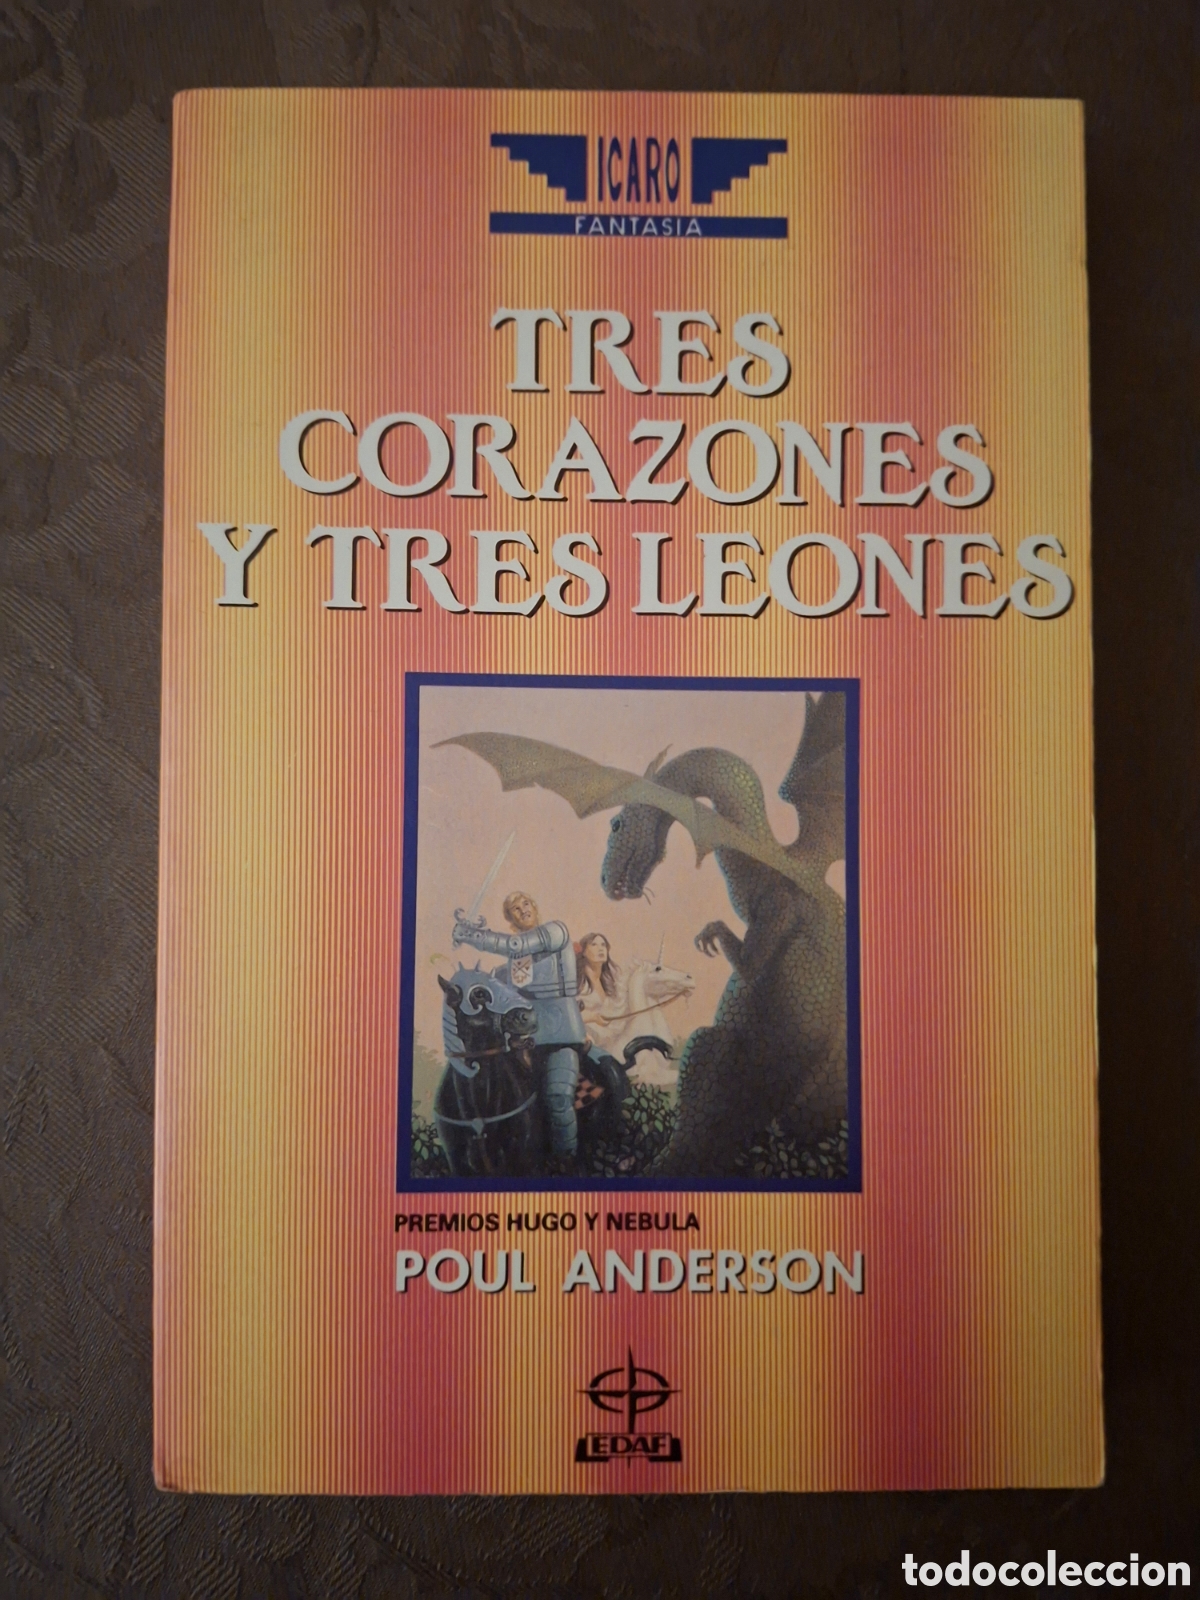 ICARO
FANTASIA
TRES
CORAZONES
Y TRES LEONES
PREMIOS HUGO Y NEBULA
POUL ANDERSON
EDAF
todocoleccion